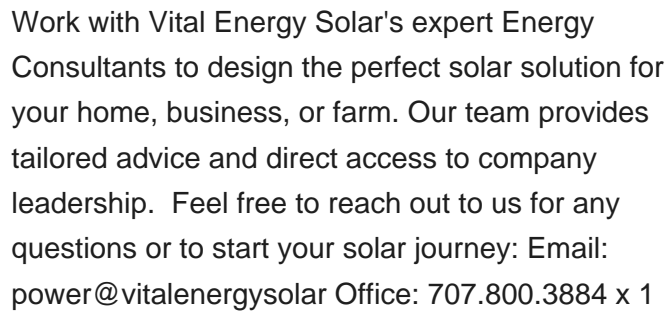 Work with Vital Energy Solar's expert Energy
Consultants to design the perfect solar solution for
your home, business, or farm. Our team provides
tailored advice and direct access to company
leadership.  Feel free to reach out to us for any
questions or to start your solar journey: Email:
power@vitalenergysolar Office: 707.800.3884 x 1